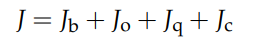 J = J_b + J_o + J_q + J_c